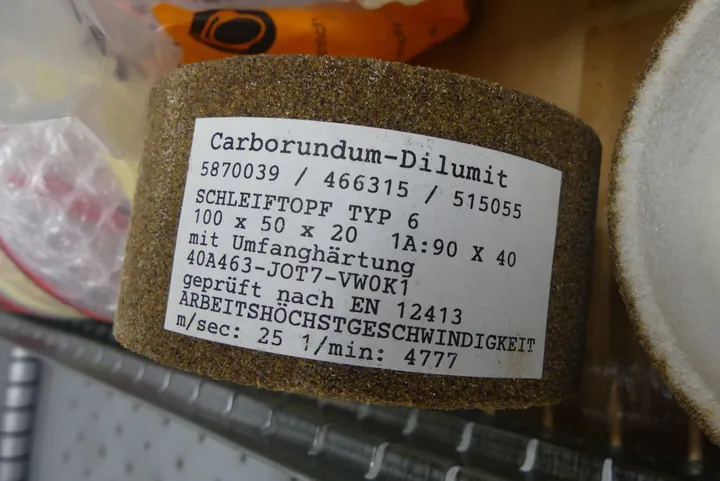 Carborundum-Dilumit
5870039 / 466315 / 515055
SCHLEIFTOPF TYP 6
100 x 50 x 20 1A:90 X 40
mit Umfanghärtung
40A463-JOT7-VW0K1
geprüft nach EN 12413
ARBEITSHÖCHSTGESCHWINDIGKEIT
m/sec: 25 1/min: 4777